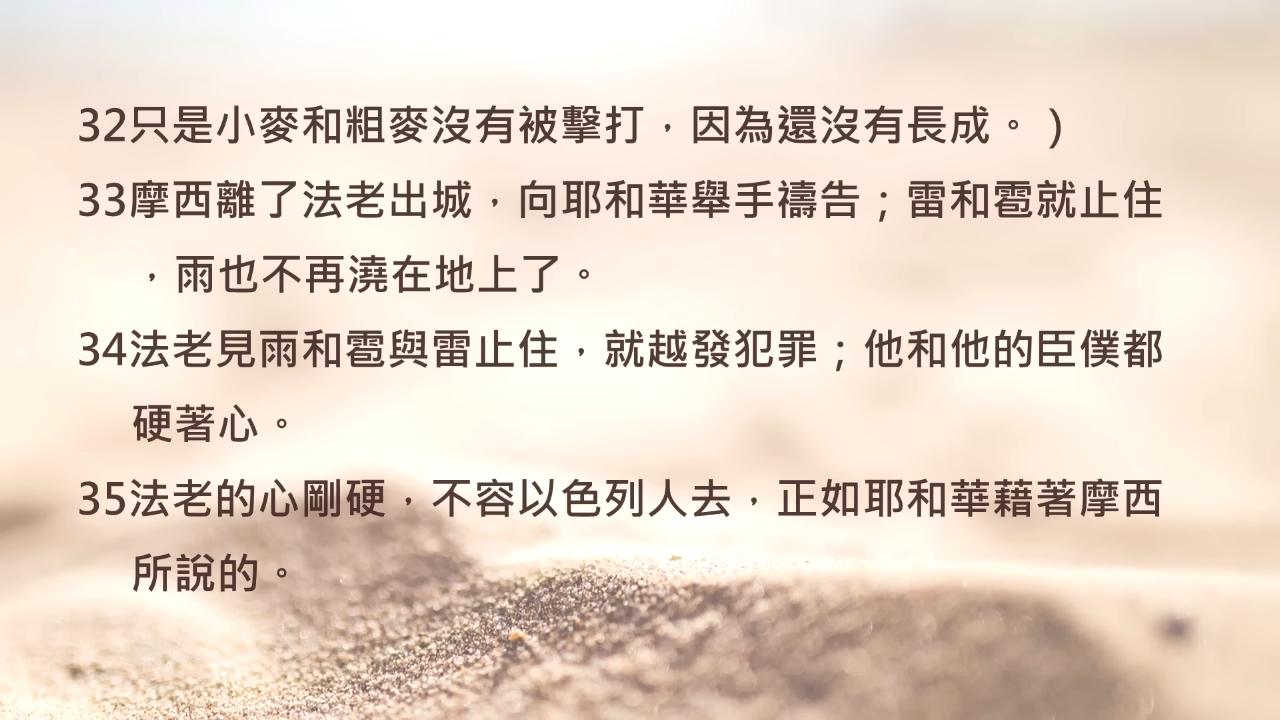 32只是小麥和粗麥沒有被擊打，因為還沒有長成。）
33摩西離了法老出城，向耶和華舉手禱告；雷和雹就止住
，雨也不再澆在地上了。
34法老見雨和雹與雷止住，就越發犯罪；他和他的臣僕都
硬著心。
35法老的心剛硬，不容以色列人去，正如耶和華藉著摩西
所說的。